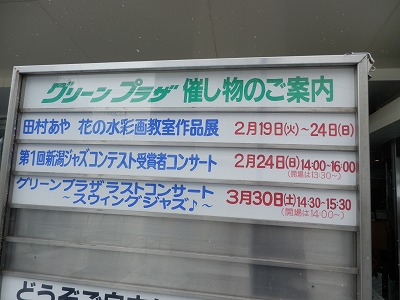 グリーンプラザ 催し物のご案内
田村あや 花の水彩画教室作品展 2月19日(火)~24日(日)
第1回新潟ジャズコンテスト受賞者コンサート 2月24日(日)14:00~16:00
(開場は13:30~)
グリーンプラザ ラストコンサート
~スウィングジャズ♪~ 3月30日(土)14:30~15:30
(開場は14:00~)
どうぞご自由